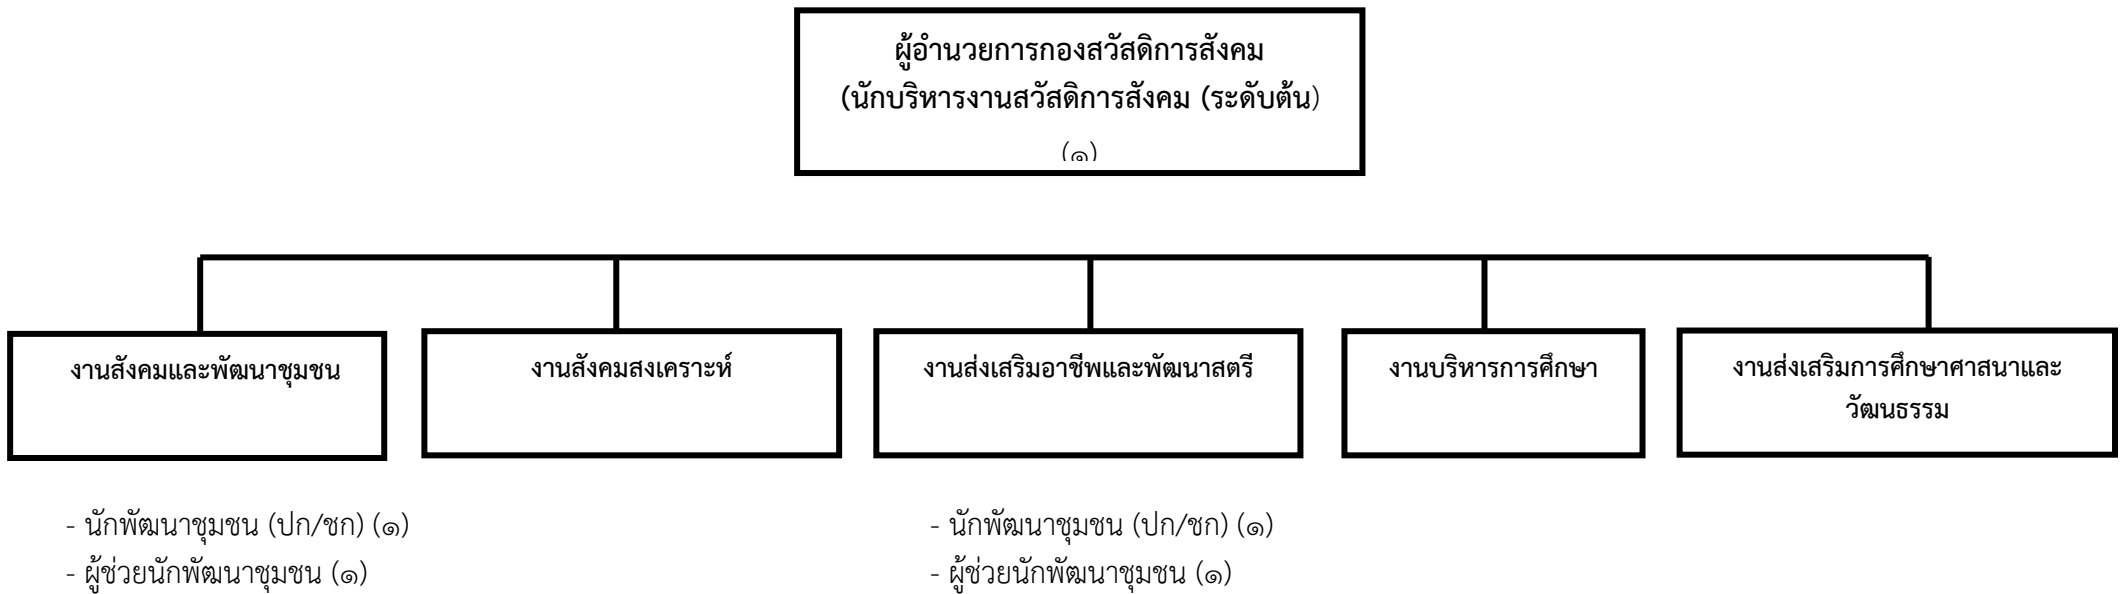 ผู้อำนวยการกองสวัสดิการสังคม
(นักบริหารงานสวัสดิการสังคม (ระดับต้น)
(๑)
งานสังคมและพัฒนาชุมชน
งานสังคมสงเคราะห์
งานส่งเสริมอาชีพและพัฒนาสตรี
งานบริหารการศึกษา
งานส่งเสริมการศึกษาศาสนาและ
วัฒนธรรม
- นักพัฒนาชุมชน (ปก/ชก) (๑)
- ผู้ช่วยนักพัฒนาชุมชน (๑)
- นักพัฒนาชุมชน (ปก/ชก) (๑)
- ผู้ช่วยนักพัฒนาชุมชน (๑)